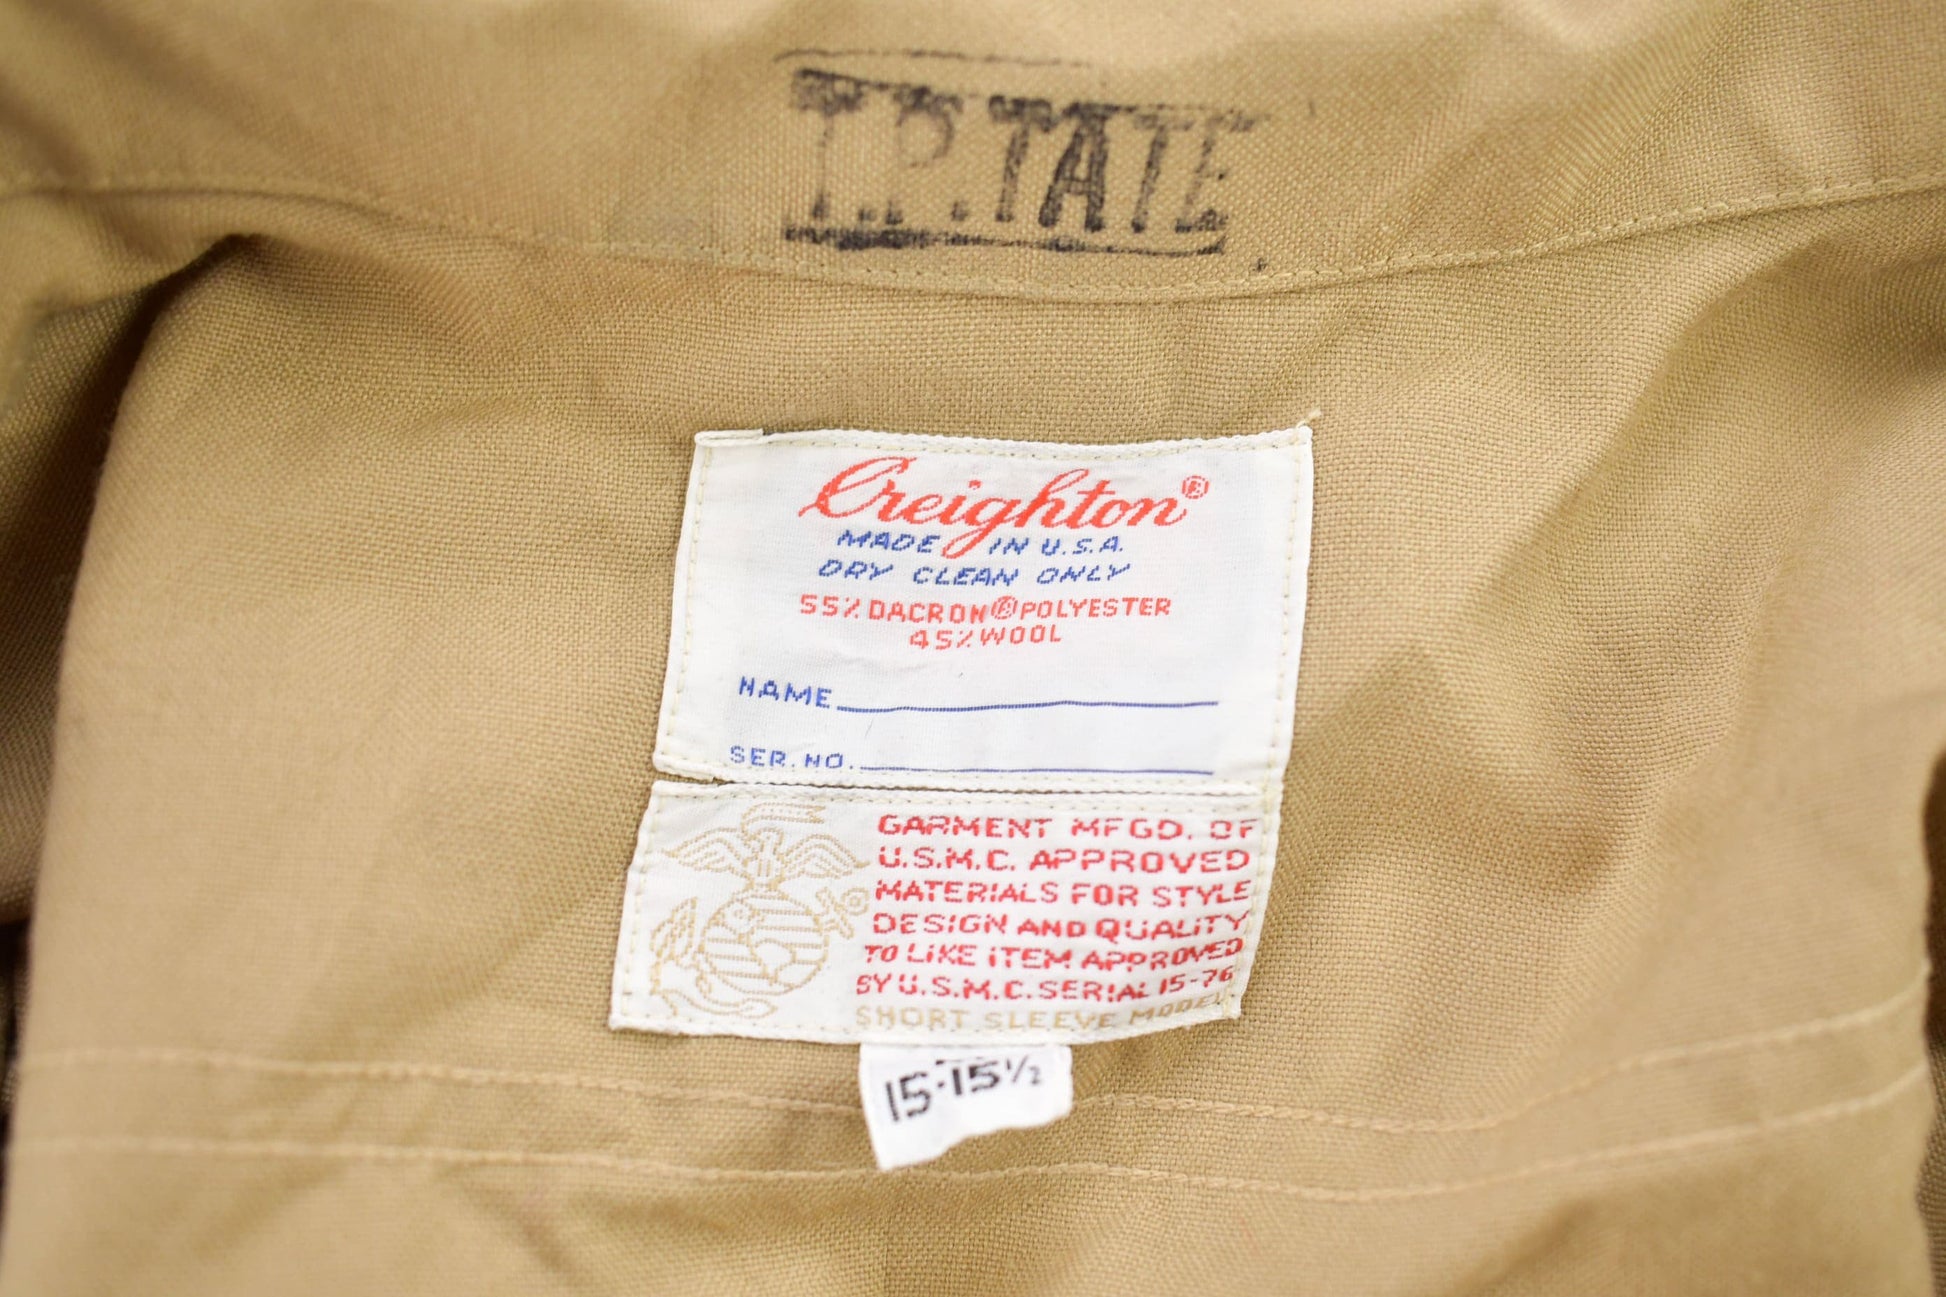 T.P. TATE
Creighton®
MADE IN U.S.A.
DRY CLEAN ONLY
55% DACRON® POLYESTER
45% WOOL
NAME
SER. NO.
GARMENT MFGD. OF
U.S.M.C. APPROVED
MATERIALS FOR STYLE
DESIGN AND QUALITY
TO LIKE ITEM APPROVED
BY U.S.M.C. SERIAL 15-76
SHORT SLEEVE MODEL
15-15½